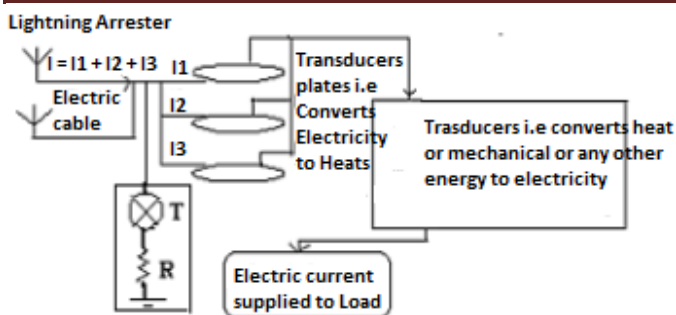 Lightning Arrester
I = I1 + I2 + I3
I1
Electric
cable
I2
I3
Transducers
plates i.e
Converts
Electricity
to Heats
Trasducers i.e converts heat
or mechanical or any other
energy to electricity
T
R
Electric current
supplied to Load